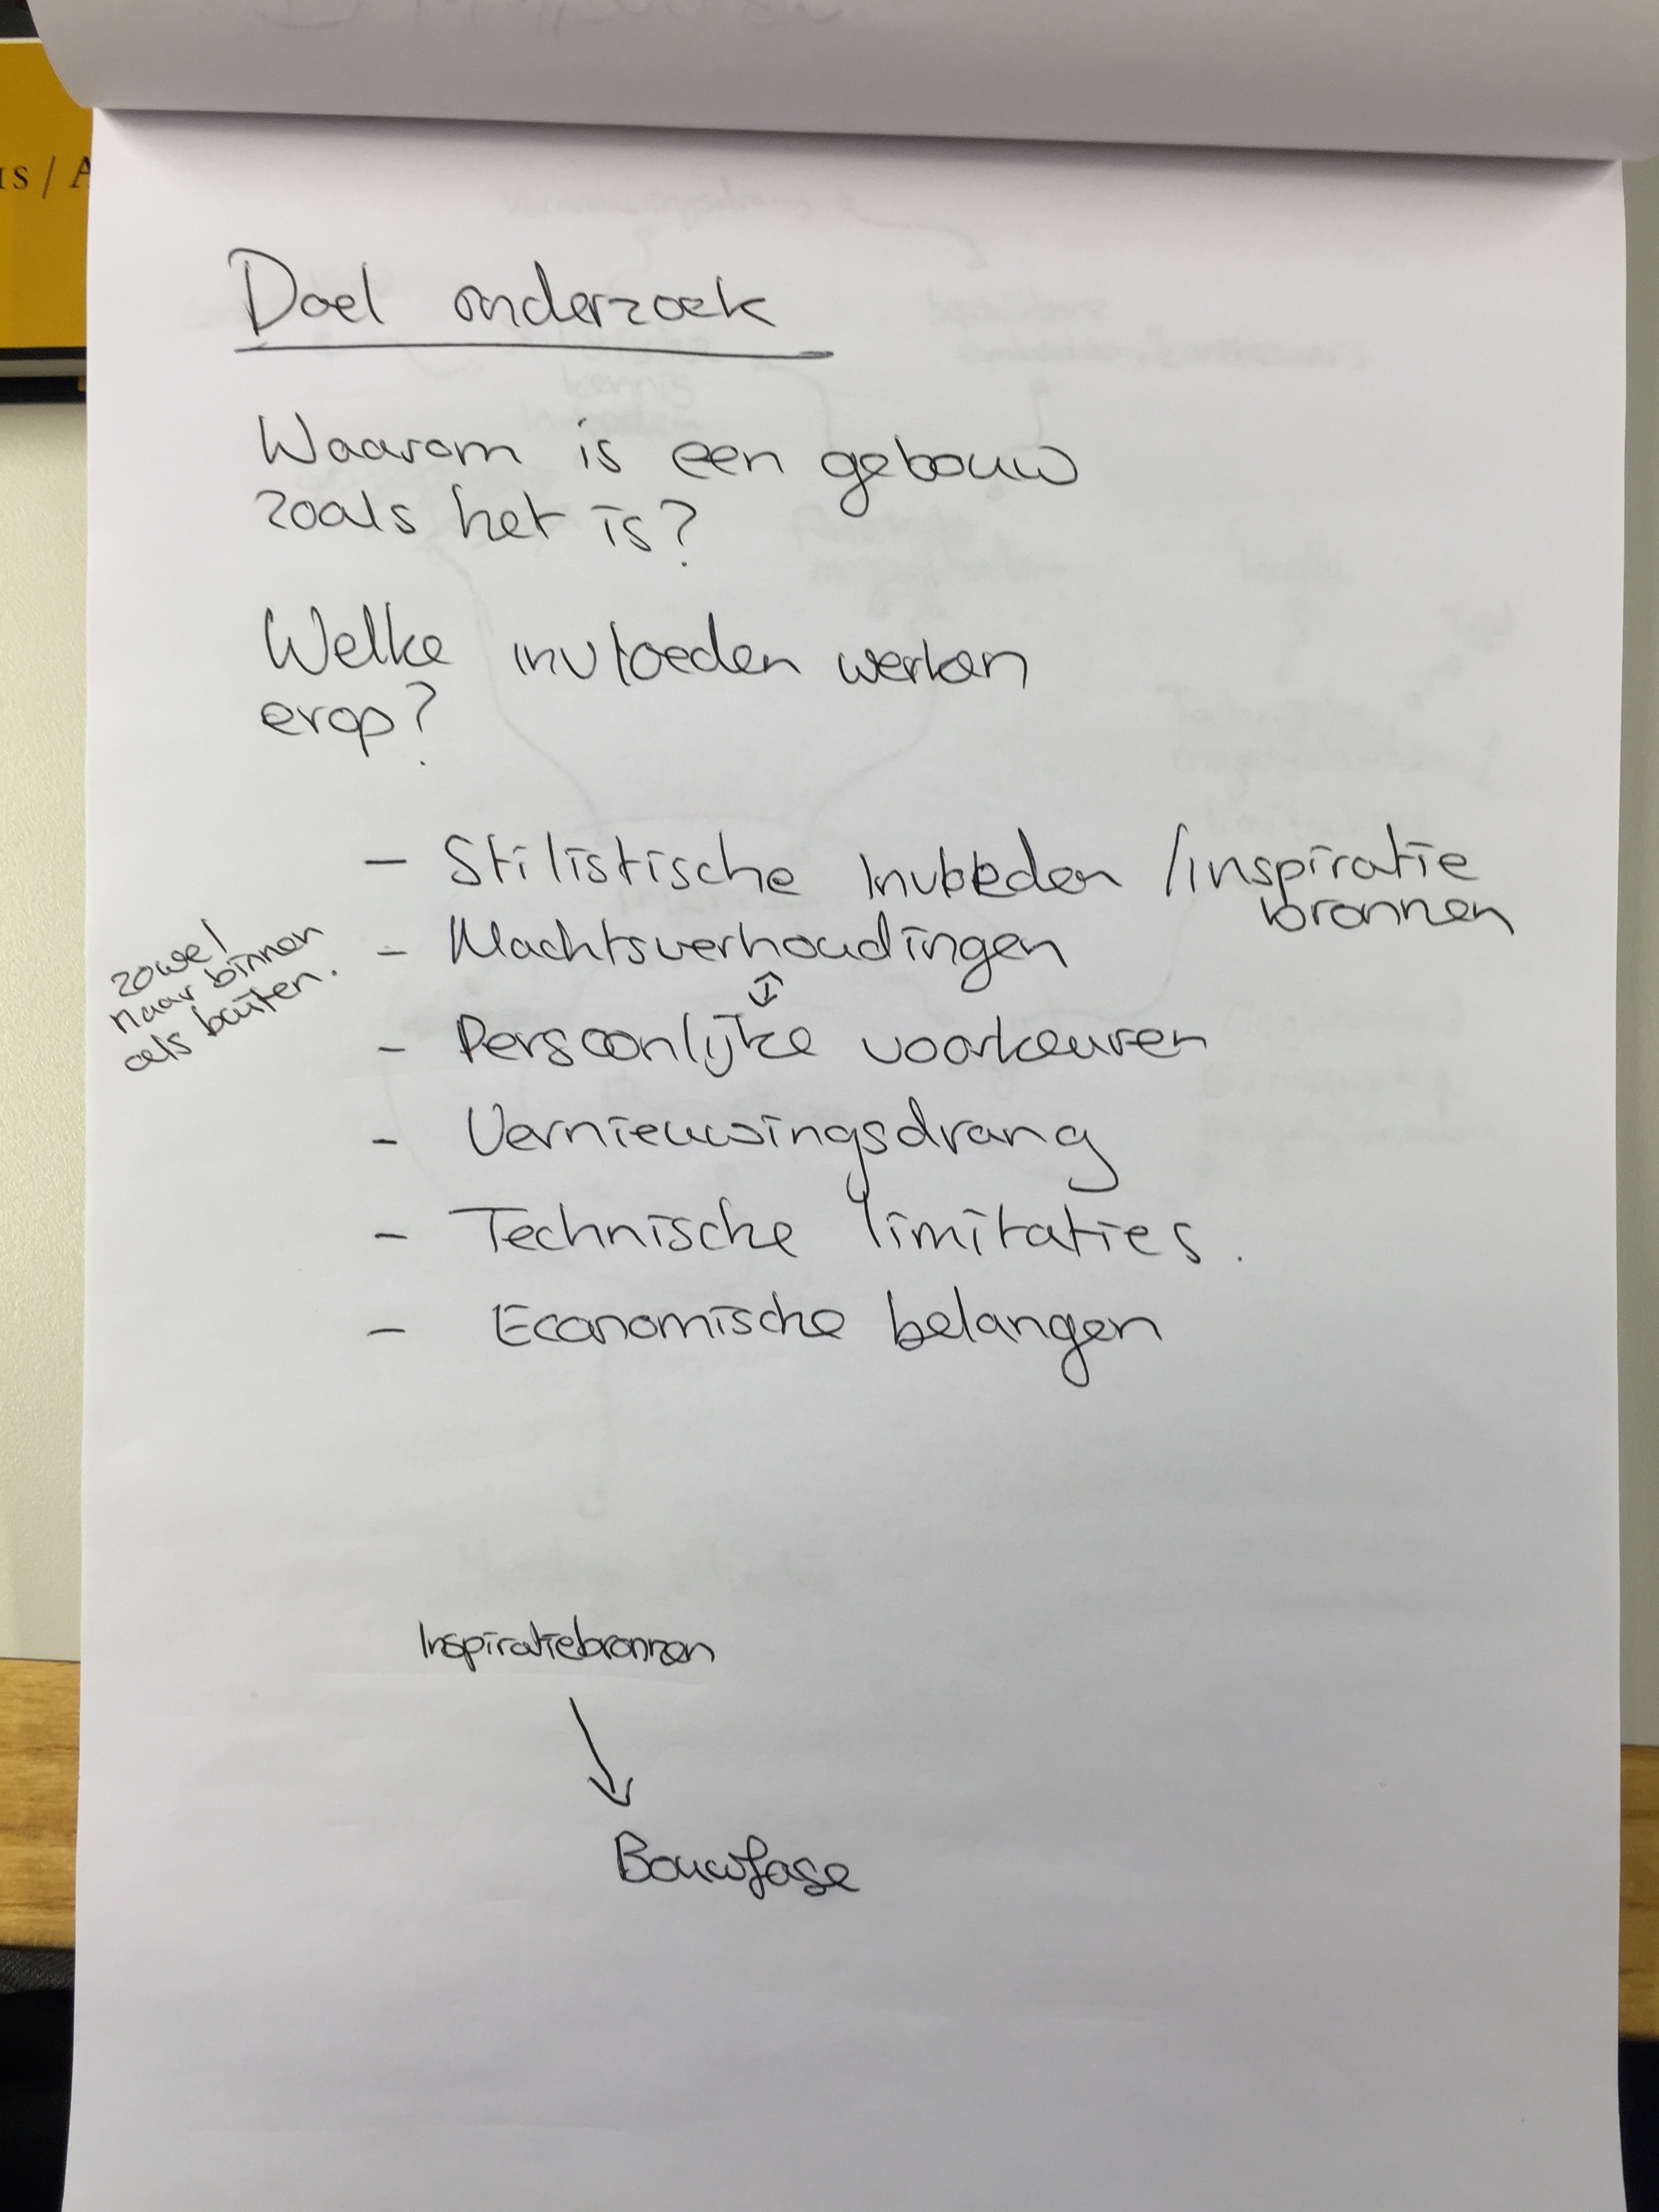 IS / A
Doel onderzoek
Waarom is een gebouw
zoals het is?
Welke invloeden werken
erop?
- Stilistische invloeden /inspiratie
bronnen
- Machtsverhoudingen
zowel
naar binnen
als buiten.
- Persoonlijke voorkeuren
- Vernieuwingsdrang
- Technische limitaties.
- Economische belangen
Inspiratiebronnen
Bouwfase